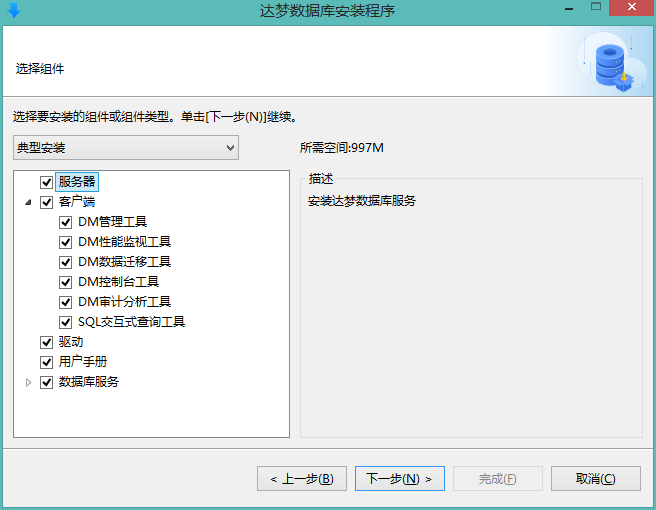 达梦数据库安装程序
选择组件
选择要安装的组件或组件类型。单击[下一步(N)]继续。
典型安装
所需空间:997M
服务器
客户端
DM管理工具
DM性能监视工具
DM数据迁移工具
DM控制台工具
DM审计分析工具
SQL交互式查询工具
驱动
用户手册
数据库服务
描述
安装达梦数据库服务
< 上一步(B)
下一步(N) >
完成(F)
取消(C)